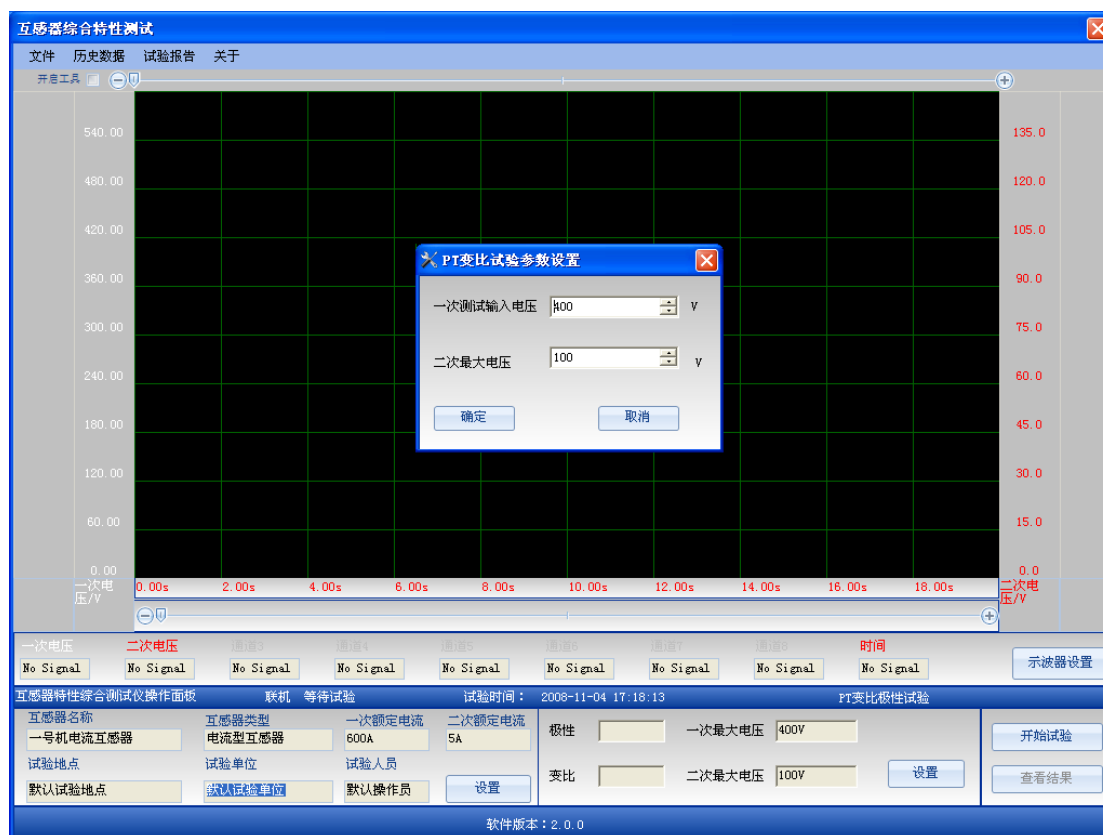 互感器综合特性测试
文件 历史数据 试验报告 关于
开启工具
540.00 135.0
480.00 120.0
420.00 105.0
PT变比试验参数设置
360.00 90.0
一次测试输入电压 400 V
300.00 75.0
二次最大电压 100 V
240.00 60.0
确定 取消
180.00 45.0
120.00 30.0
60.00 15.0
0.00 0.0
一次电压/V 0.00s 2.00s 4.00s 6.00s 8.00s 10.00s 12.00s 14.00s 16.00s 18.00s 二次电压/V
一次电压 二次电压 通道3 通道4 通道5 通道6 通道7 通道8 时间
No Signal No Signal No Signal No Signal No Signal No Signal No Signal No Signal No Signal 示波器设置
互感器特性综合测试仪操作面板 联机 等待试验 试验时间: 2008-11-04 17:18:13 PT变比极性试验
互感器名称 互感器类型 一次额定电流 二次额定电流
一号机电流互感器 电流型互感器 600A 5A 极性 一次最大电压 400V 开始试验
试验地点 试验单位 试验人员
默认试验地点 默认试验单位 默认操作员 设置 变比 二次最大电压 100V 设置 查看结果
软件版本:2.0.0